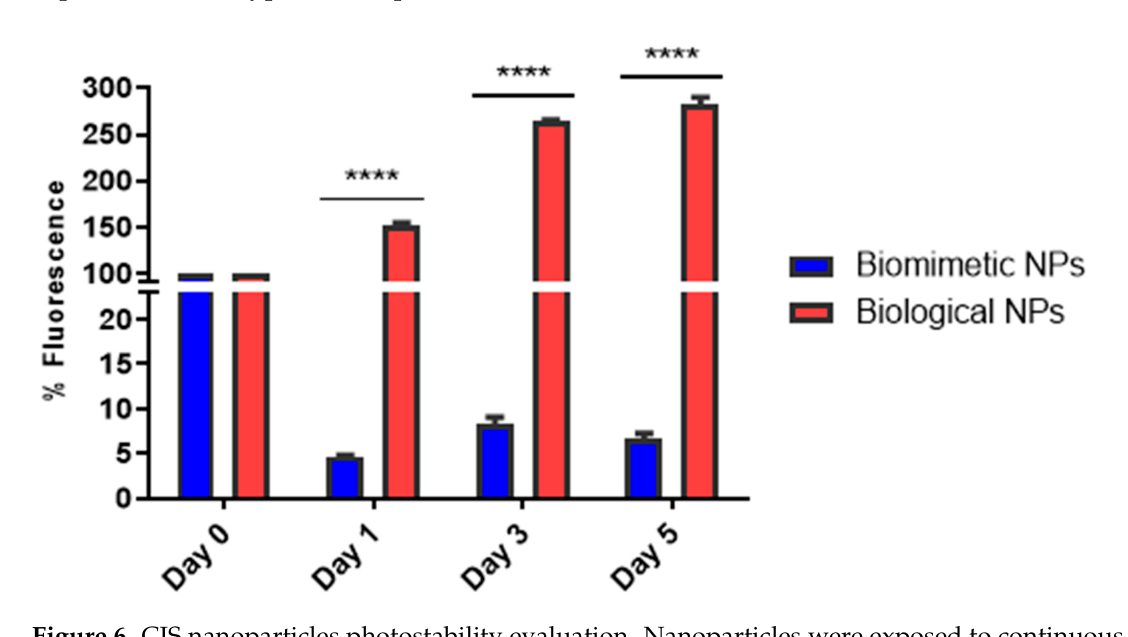 ****
****
300
250
****
200
150
100
20
15
10
5
0
% Fluorescence
Biomimetic NPs
Biological NPs
Day 0 Day 1 Day 3 Day 5
Figure 6. CIS nanoparticles photostability evaluation. Nanoparticles were exposed to continuous